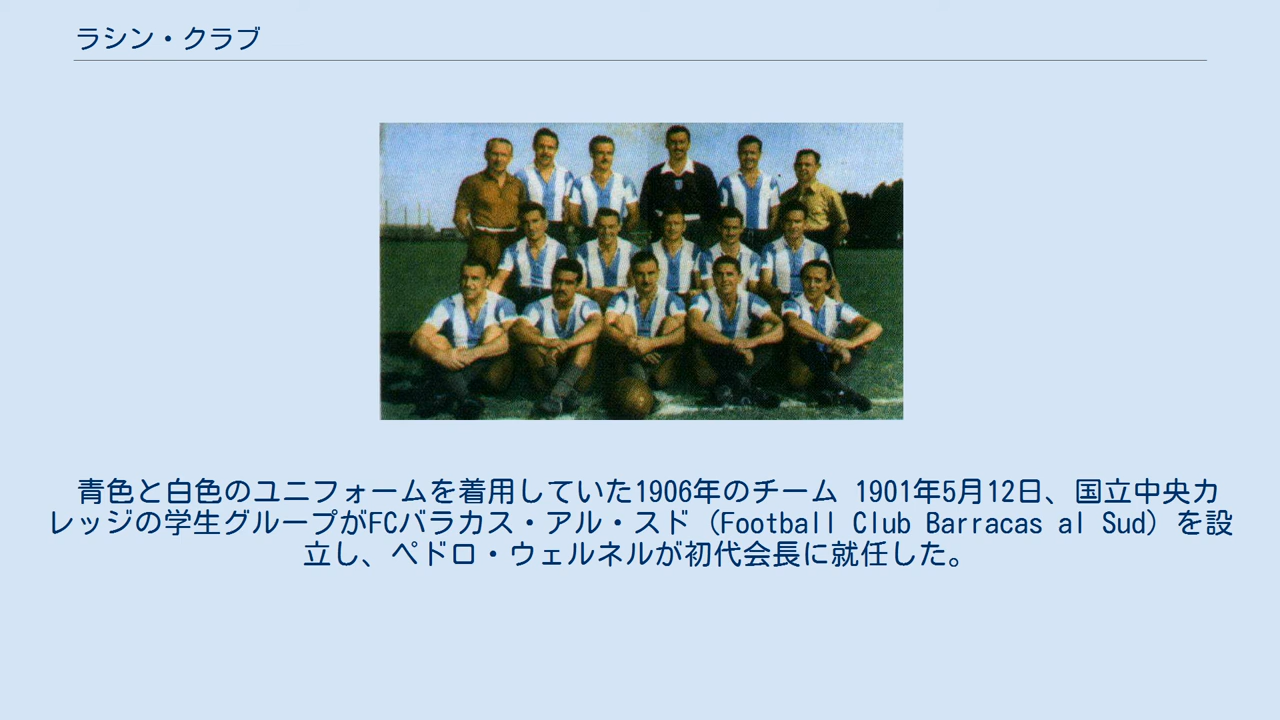 ラシン・クラブ
青色と白色のユニフォームを着用していた1906年のチーム 1901年5月12日、国立中央カ
レッジの学生グループがFCバラカス・アル・スド（Football Club Barracas al Sud）を設
立し、ペドロ・ウェルネルが初代会長に就任した。